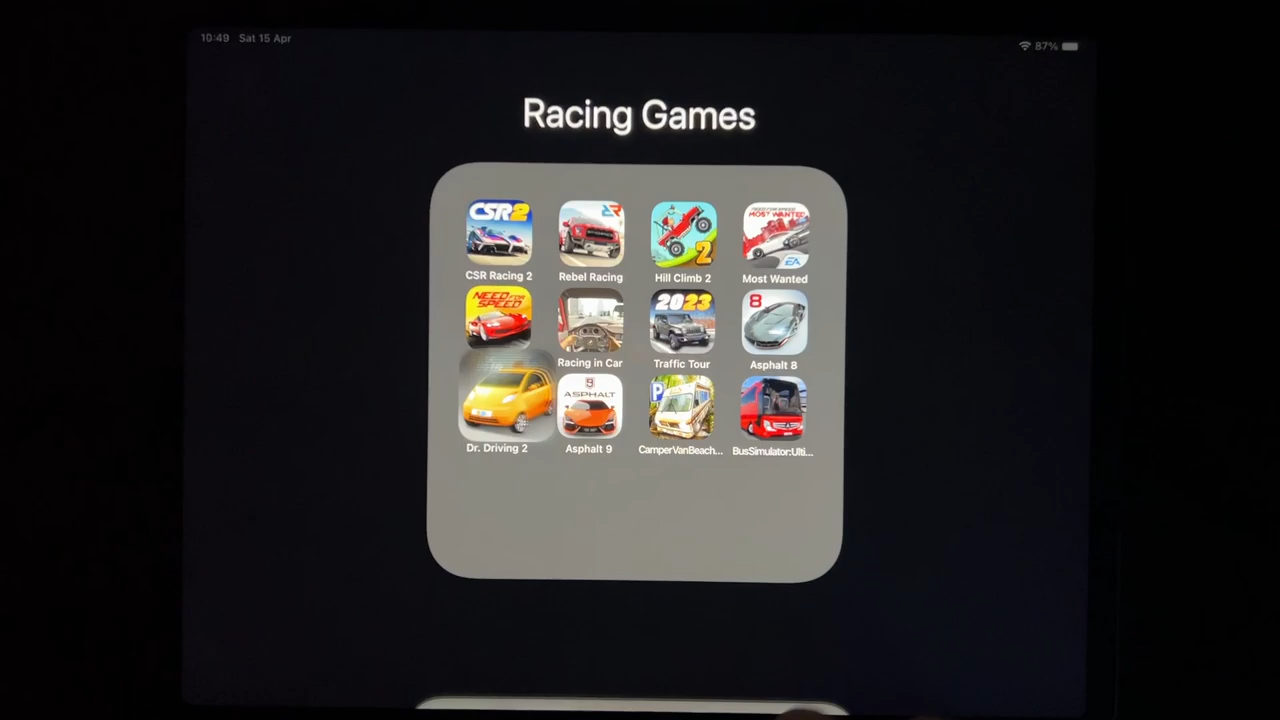 10:49 Sat 15 Apr
87%
Racing Games
CSR2
NEED FOR SPEED
MOST WANTED
2
EA
CSR Racing 2
Rebel Racing
Hill Climb 2
Most Wanted
NEED FOR
SPEED
2023
8
Racing in Car
Traffic Tour
Asphalt 8
9
ASPHALT
P
Dr. Driving 2
Asphalt 9
CamperVanBeach...
BusSimulator:Ulti...